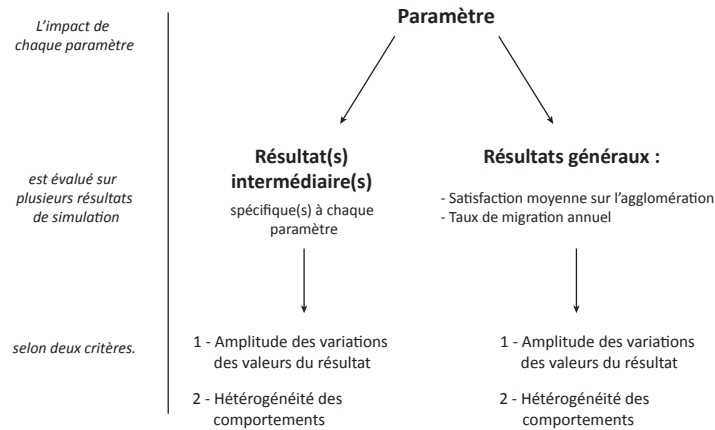 L'impact de
chaque paramètre
Paramètre
est évalué sur
plusieurs résultats
de simulation
Résultat(s)
intermédiaire(s)
spécifique(s) à chaque
paramètre
Résultats généraux :
- Satisfaction moyenne sur l'agglomération
- Taux de migration annuel
selon deux critères.
1 - Amplitude des variations
des valeurs du résultat
2 - Hétérogénéité des
comportements
1 - Amplitude des variations
des valeurs du résultat
2 - Hétérogénéité des
comportements